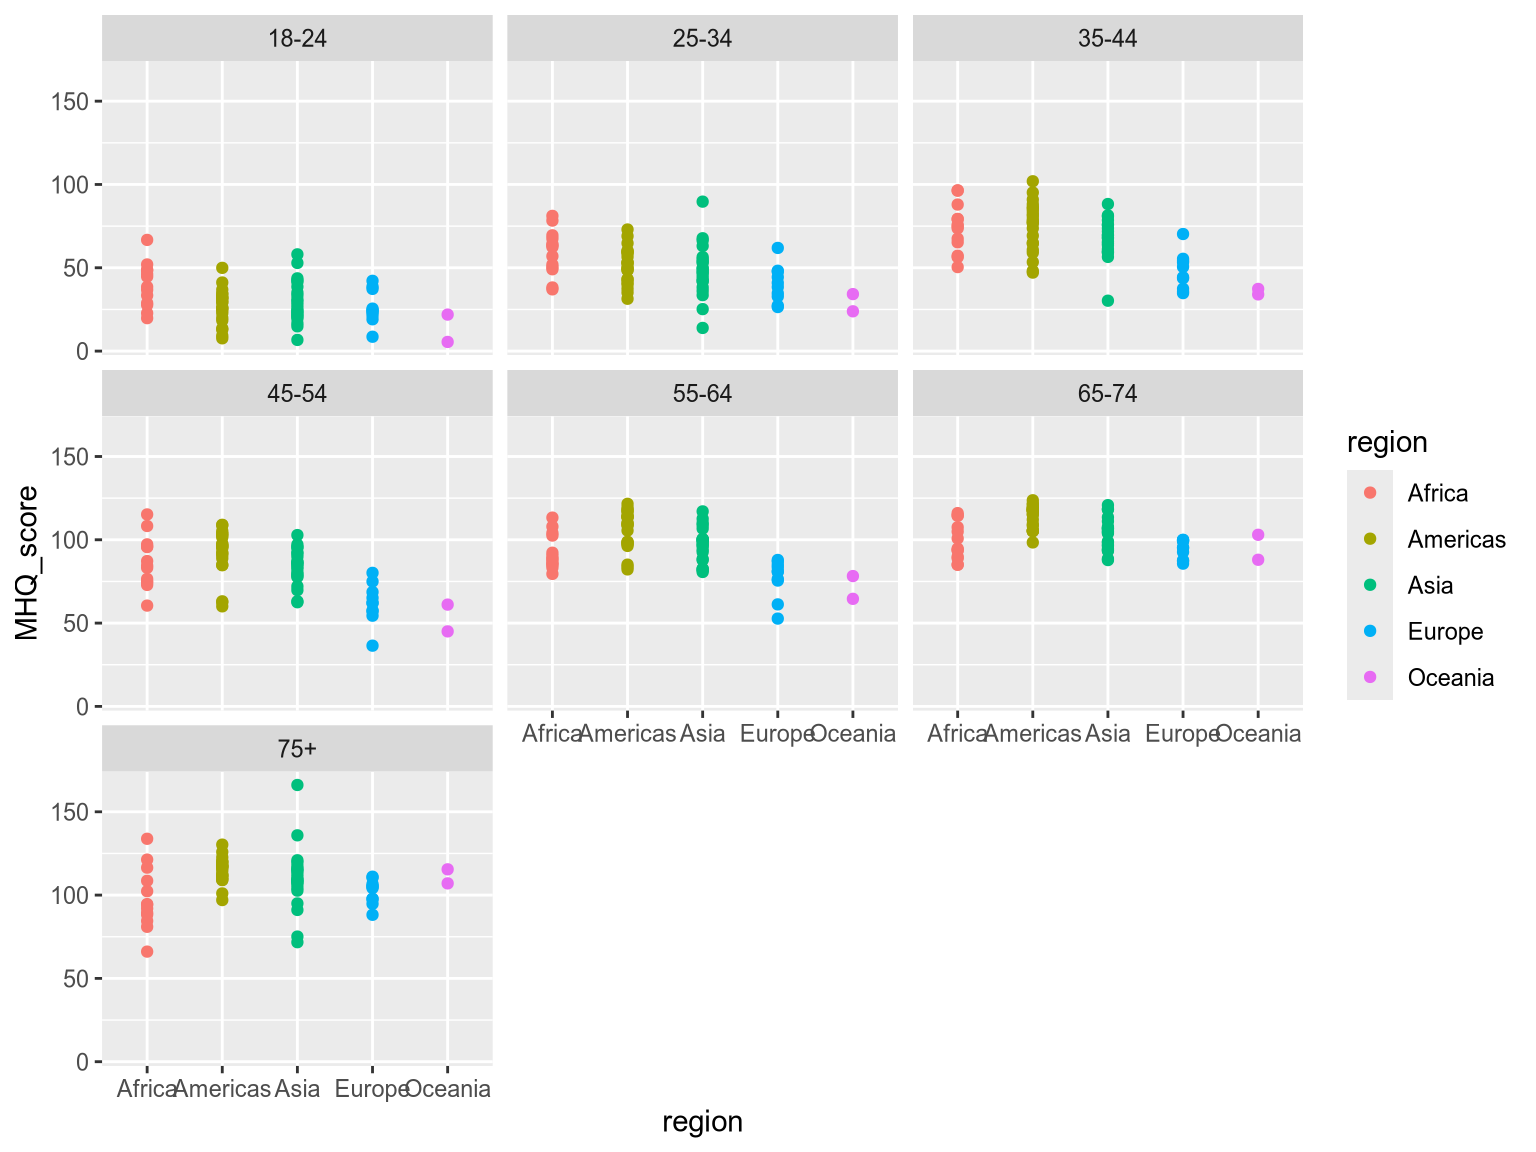 18-24
25-34
35-44
150
100
50
0
45-54
55-64
65-74
150
100
50
0
MHQ_score
Africa Americas Asia Europe Oceania
Africa Americas Asia Europe Oceania
75+
150
100
50
0
Africa Americas Asia Europe Oceania
region
region
Africa
Americas
Asia
Europe
Oceania